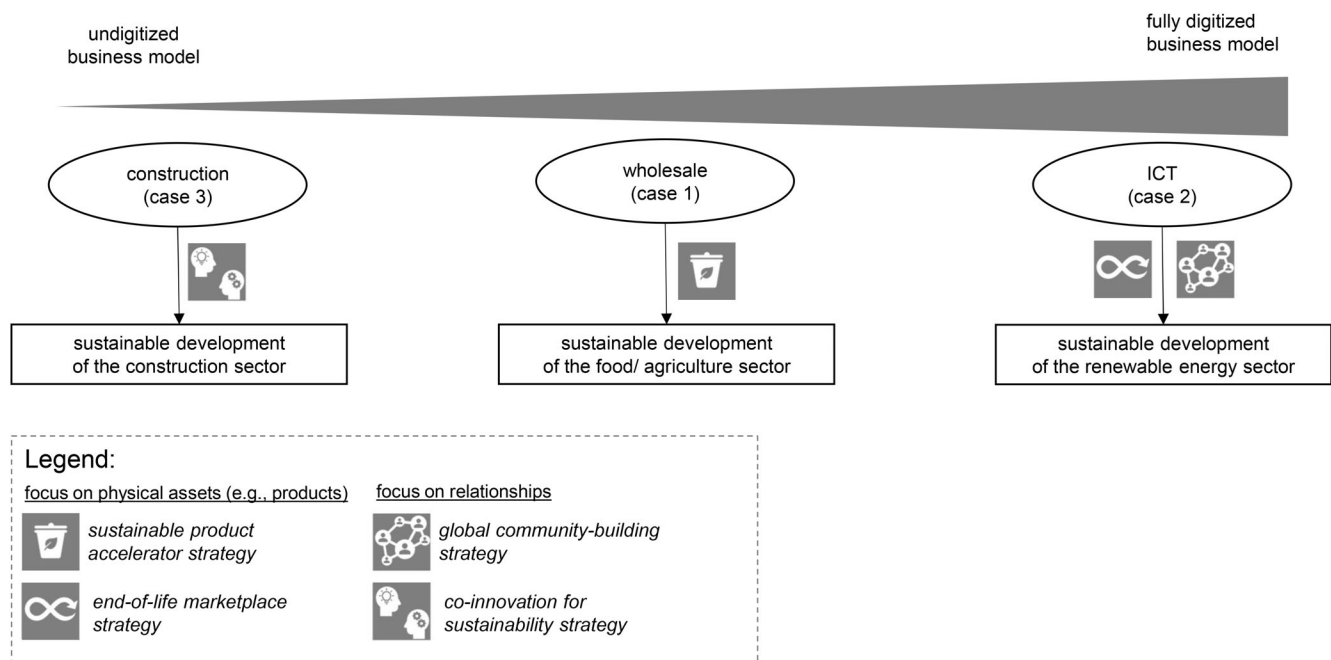 undigitized
business model
fully digitized
business model
construction
(case 3)
wholesale
(case 1)
ICT
(case 2)
sustainable development
of the construction sector
sustainable development
of the food/ agriculture sector
sustainable development
of the renewable energy sector
Legend:
focus on physical assets (e.g., products)
focus on relationships
sustainable product
accelerator strategy
global community-building
strategy
end-of-life marketplace
strategy
co-innovation for
sustainability strategy